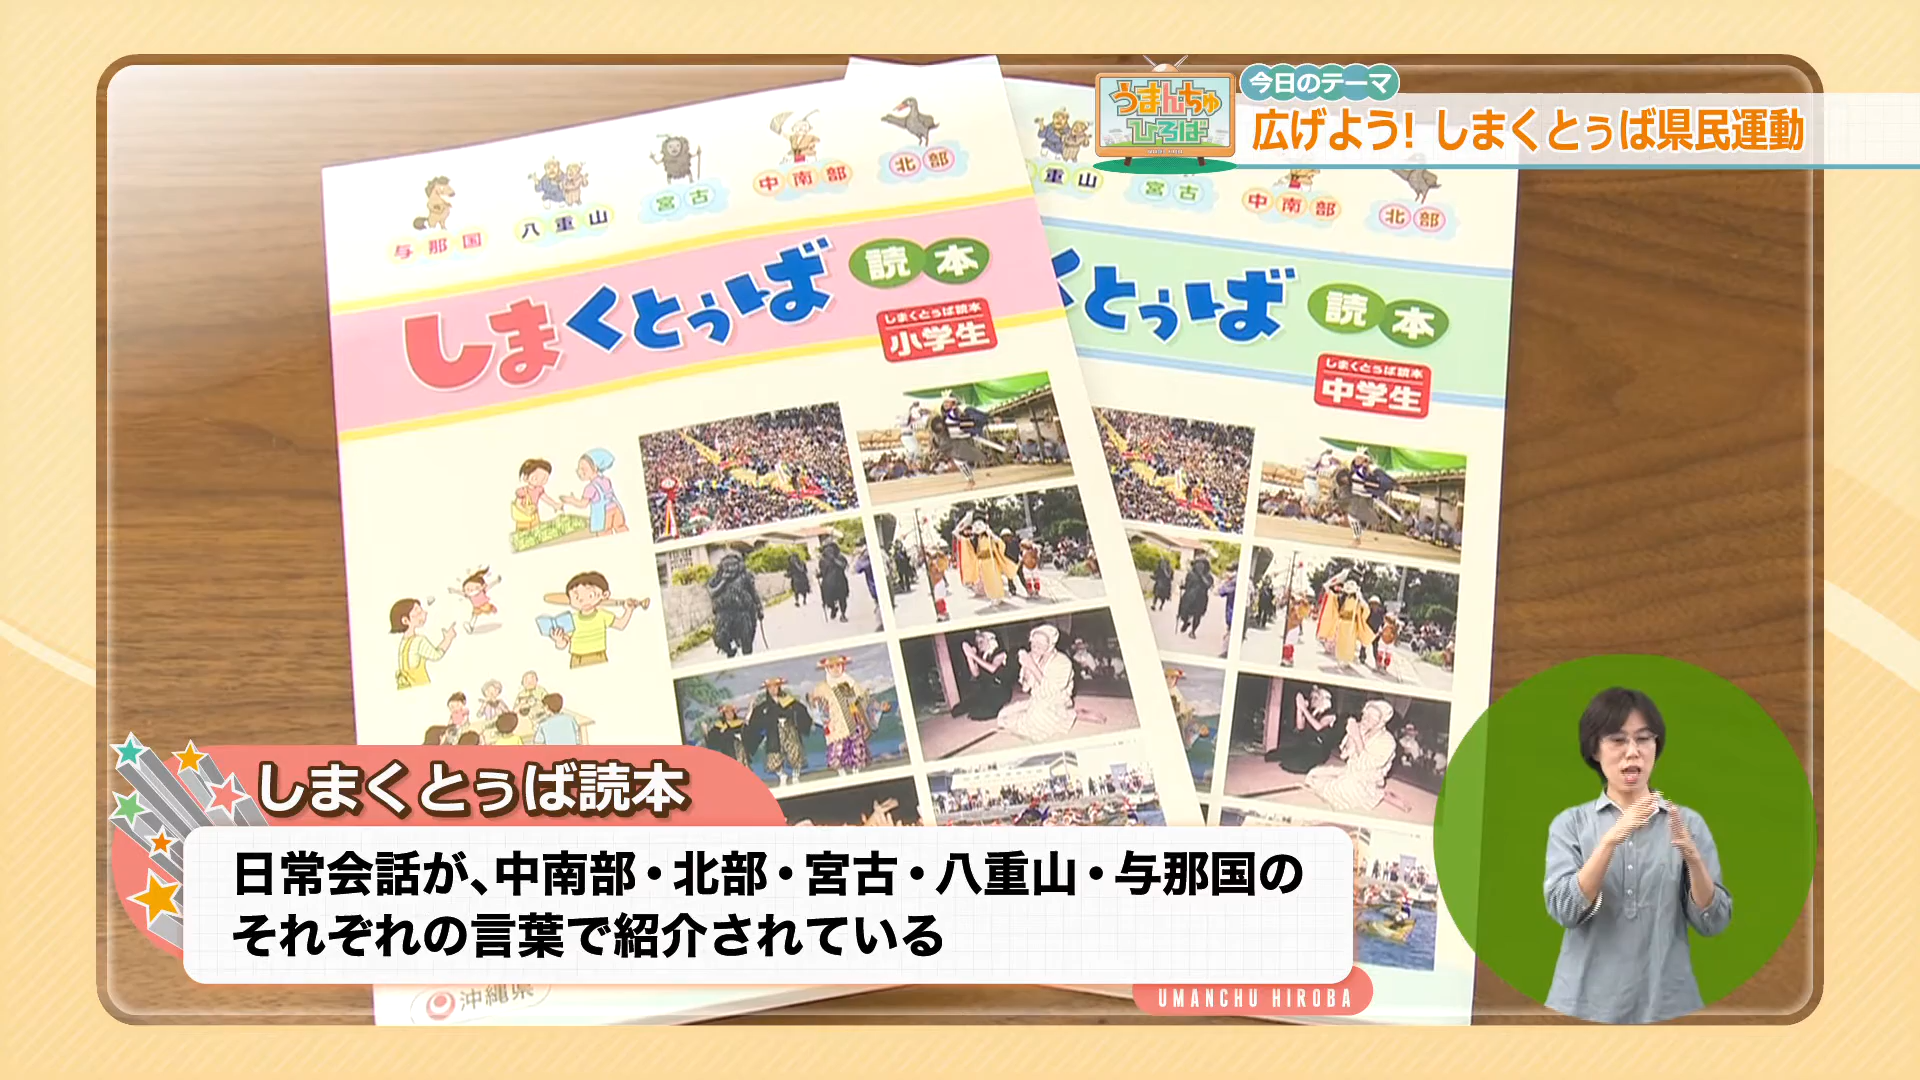 うまんちゅ
ひろば
今日のテーマ
広げよう! しまくとぅば県民運動
与那国
八重山
宮古
中南部
北部
しまくとぅば 読本
しまくとぅば読本
小学生
重山
宮古
中南部
北部
くとぅば 読本
しまくとぅば読本
中学生
しまくとぅば読本
日常会話が、中南部・北部・宮古・八重山・与那国の
それぞれの言葉で紹介されている
沖縄県
UMANCHU HIROBA